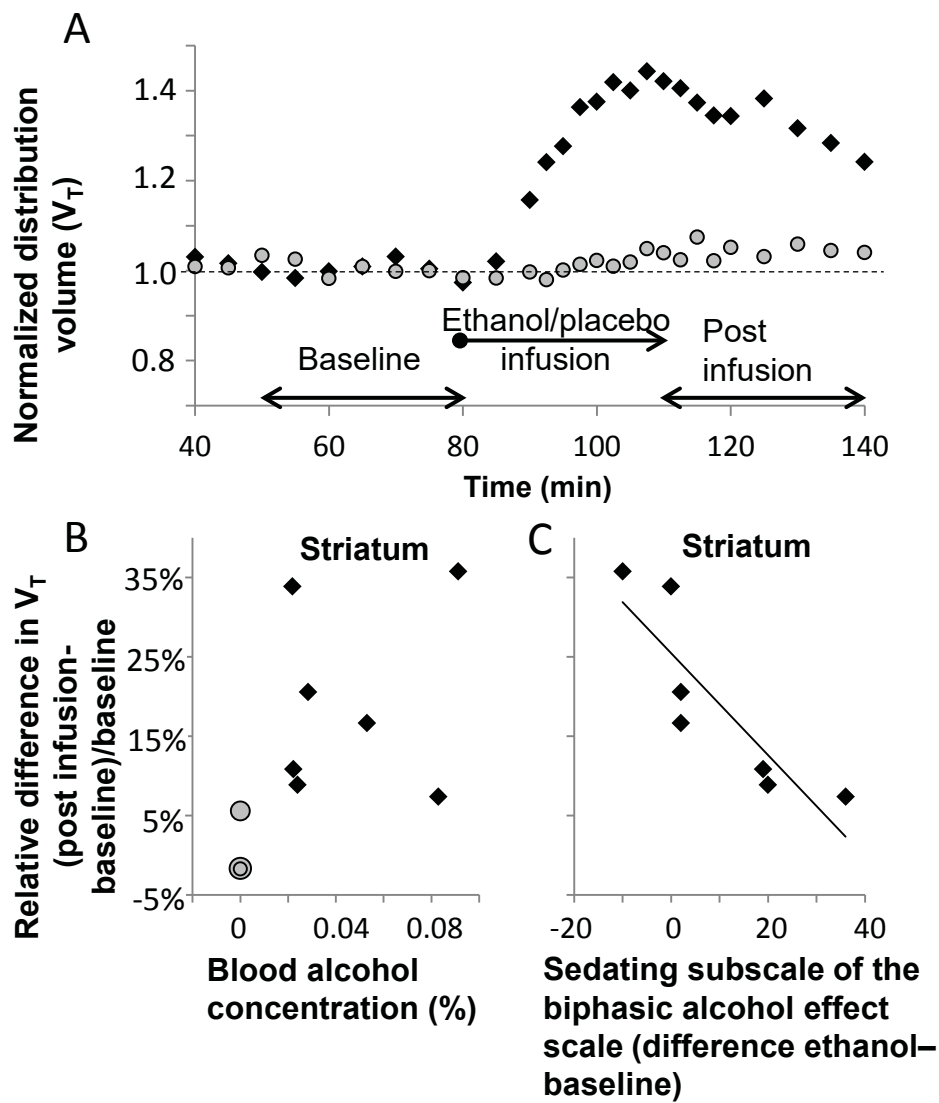 A
Normalized distribution
volume (VT)
1.4
1.2
1.0
0.8
Ethanol/placebo
infusion
Baseline
Post
infusion
40
60
80
100
120
140
Time (min)
B
Striatum
Relative difference in VT
(post infusion-
baseline)/baseline
35%
25%
15%
5%
-5%
0
0.04
0.08
Blood alcohol
concentration (%)
C
Striatum
-20
0
20
40
Sedating subscale of the
biphasic alcohol effect
scale (difference ethanol–
baseline)